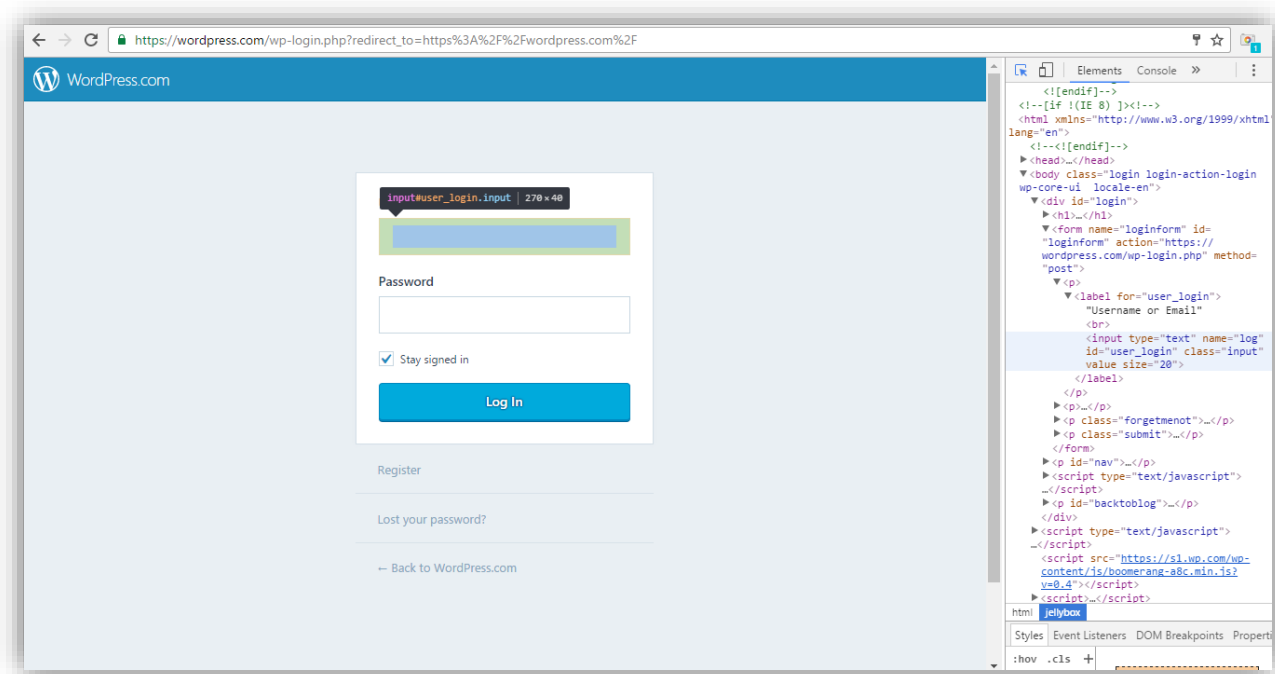 https://wordpress.com/wp-login.php?redirect_to=https%3A%2F%2Fwordpress.com%2F
1
WordPress.com
input#user_login.input | 270×40
Password
Stay signed in
Log In
Register
Lost your password?
← Back to WordPress.com
Elements Console »
<![endif]-->
<!--[if !(IE 8) ]><!-->
<html xmlns="http://www.w3.org/1999/xhtml"
lang="en">
<!--<![endif]-->
▶<head>…</head>
▼<body class="login login-action-login
wp-core-ui locale-en">
▼<div id="login">
▶<h1>…</h1>
▼<form name="loginform" id=
"loginform" action="https://
wordpress.com/wp-login.php" method=
"post">
▼<p>
▼<label for="user_login">
"Username or Email"
<br>
<input type="text" name="log"
id="user_login" class="input"
value size="20">
</label>
</p>
▶<p>…</p>
▶<p class="forgetmenot">…</p>
▶<p class="submit">…</p>
</form>
▶<p id="nav">…</p>
▶<script type="text/javascript">
…</script>
▶<p id="backtoblog">…</p>
</div>
▶<script type="text/javascript">
…</script>
<script src="https://s1.wp.com/wp-
content/js/boomerang-a8c.min.js?
v=0.4"></script>
▶<script>…</script>
html jellybox
Styles Event Listeners DOM Breakpoints Properti
:hov .cls +